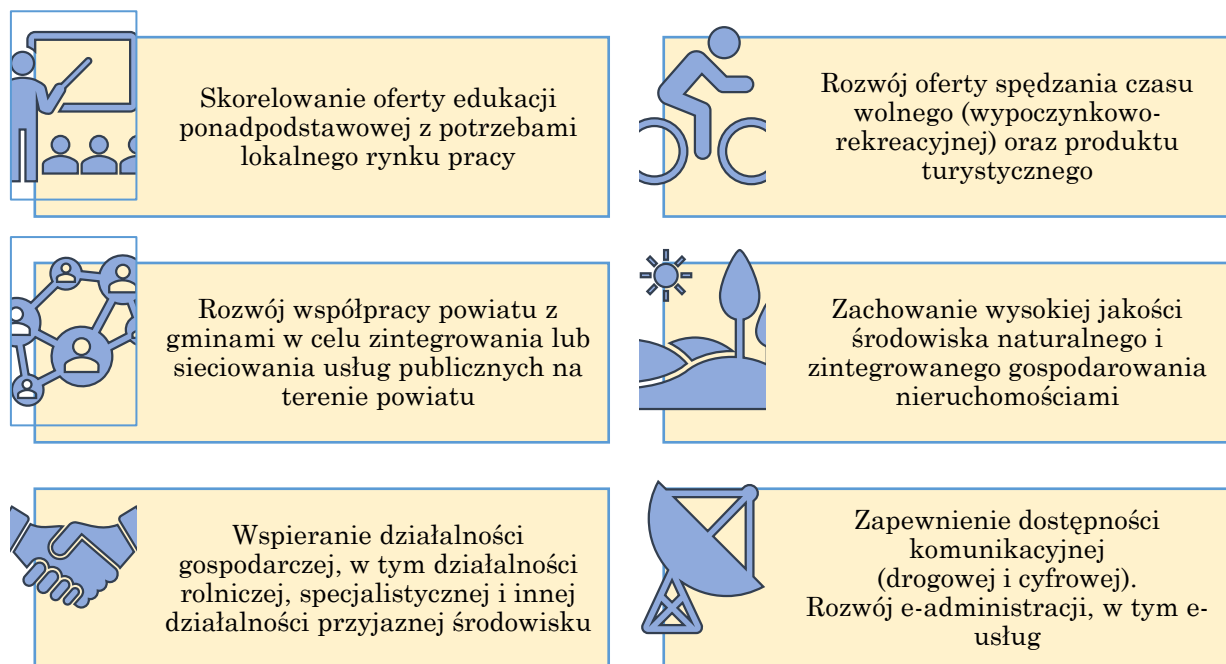 Skorelowanie oferty edukacji
ponadpodstawowej z potrzebami
lokalnego rynku pracy
Rozwój oferty spędzania czasu
wolnego (wypoczynkowo-
rekreacyjnej) oraz produktu
turystycznego
Rozwój współpracy powiatu z
gminami w celu zintegrowania lub
sieciowania usług publicznych na
terenie powiatu
Zachowanie wysokiej jakości
środowiska naturalnego i
zintegrowanego gospodarowania
nieruchomościami
Wspieranie działalności
gospodarczej, w tym działalności
rolniczej, specjalistycznej i innej
działalności przyjaznej środowisku
Zapewnienie dostępności
komunikacyjnej
(drogowej i cyfrowej).
Rozwój e-administracji, w tym e-
usług